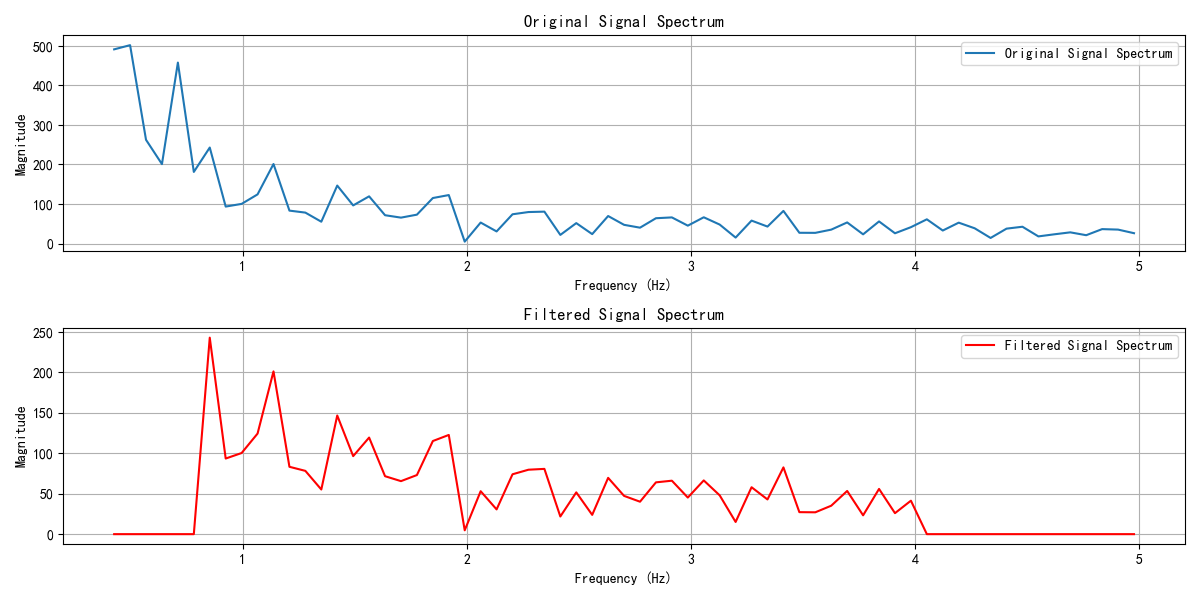 Original Signal Spectrum
Original Signal Spectrum
500
400
300
200
100
0
Magnitude
1
2
3
4
5
Frequency (Hz)
Filtered Signal Spectrum
Filtered Signal Spectrum
250
200
150
100
50
0
Magnitude
1
2
3
4
5
Frequency (Hz)